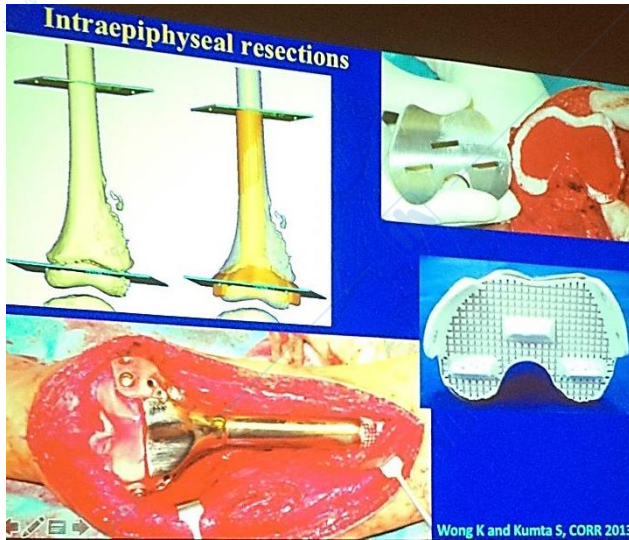 Intraepiphyseal resections
Wong K and Kumta S, CORR 2013